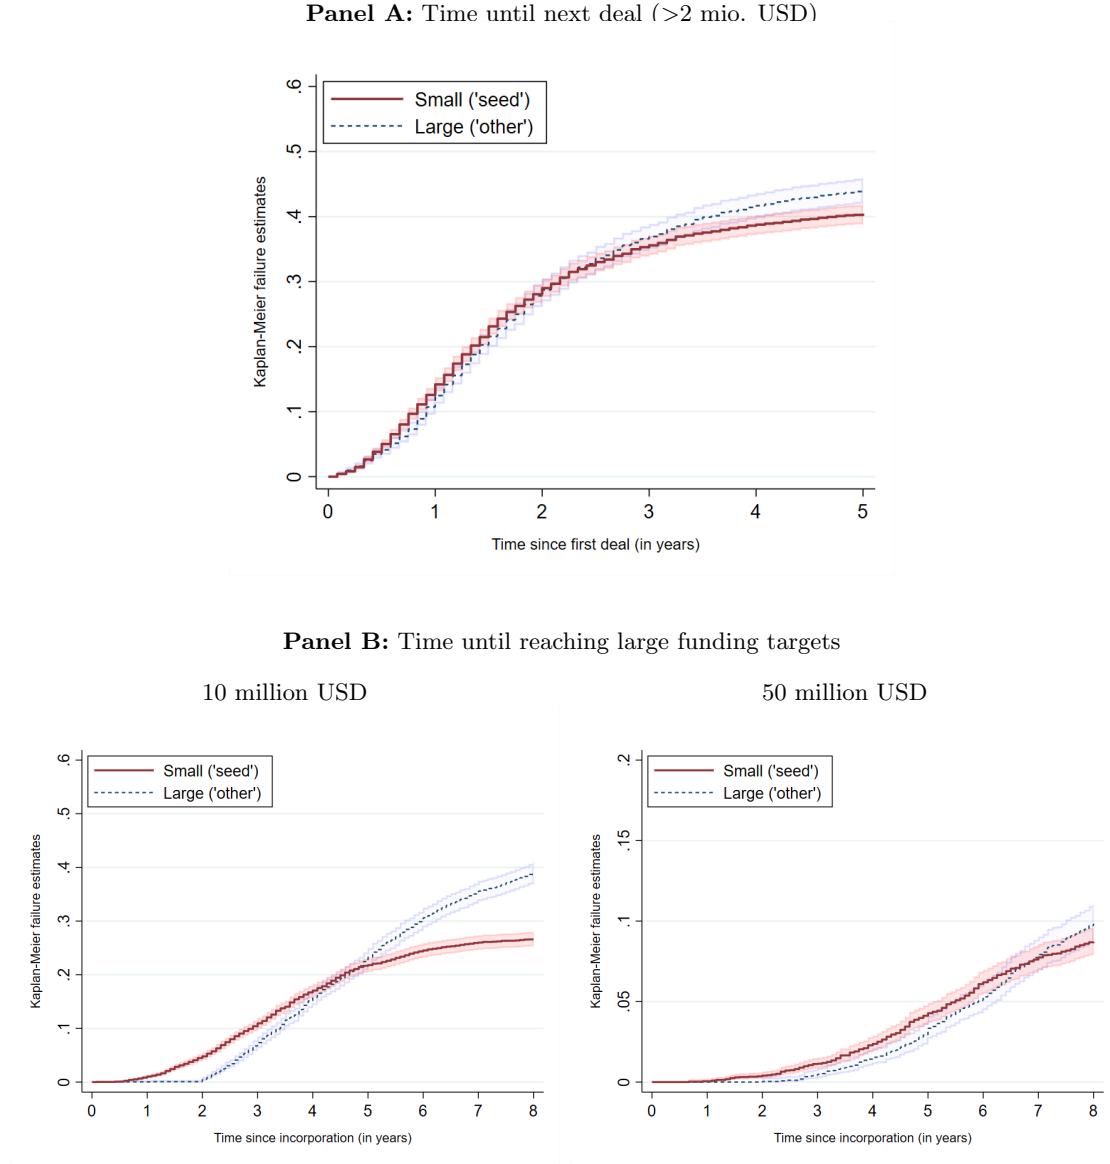 Panel A: Time until next deal (>2 mio. USD)
.6
.5
.4
.3
.2
.1
0
Kaplan-Meier failure estimates
Small ('seed')
Large ('other')
0 1 2 3 4 5
Time since first deal (in years)
Panel B: Time until reaching large funding targets
10 million USD
.6
.5
.4
.3
.2
.1
0
Kaplan-Meier failure estimates
Small ('seed')
Large ('other')
0 1 2 3 4 5 6 7 8
Time since incorporation (in years)
50 million USD
.2
.15
.1
.05
0
Kaplan-Meier failure estimates
Small ('seed')
Large ('other')
0 1 2 3 4 5 6 7 8
Time since incorporation (in years)